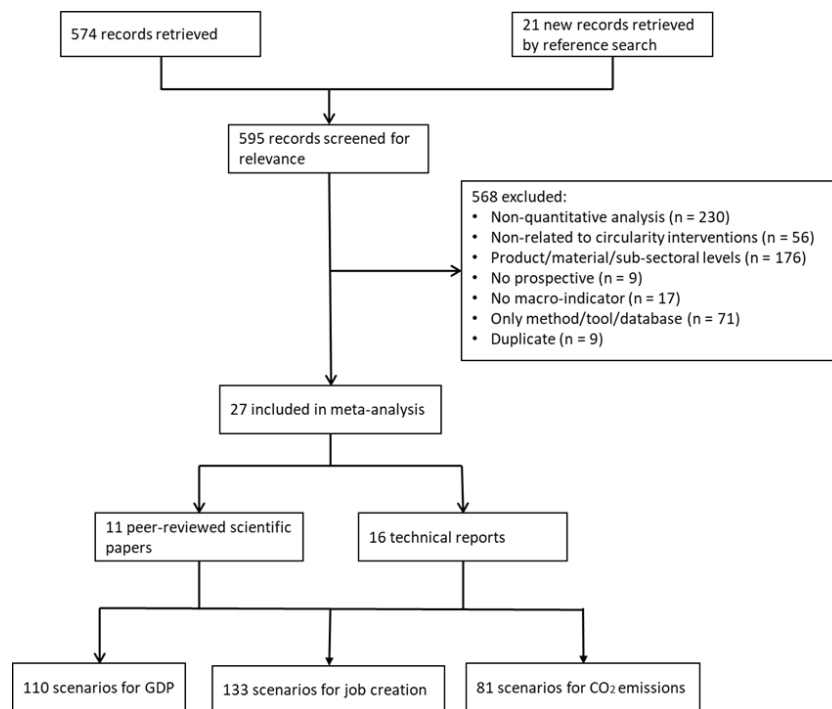 574 records retrieved
21 new records retrieved
by reference search
595 records screened for
relevance
568 excluded:
• Non-quantitative analysis (n = 230)
• Non-related to circularity interventions (n = 56)
• Product/material/sub-sectoral levels (n = 176)
• No prospective (n = 9)
• No macro-indicator (n = 17)
• Only method/tool/database (n = 71)
• Duplicate (n = 9)
27 included in meta-analysis
11 peer-reviewed scientific
papers
16 technical reports
110 scenarios for GDP
133 scenarios for job creation
81 scenarios for CO₂ emissions